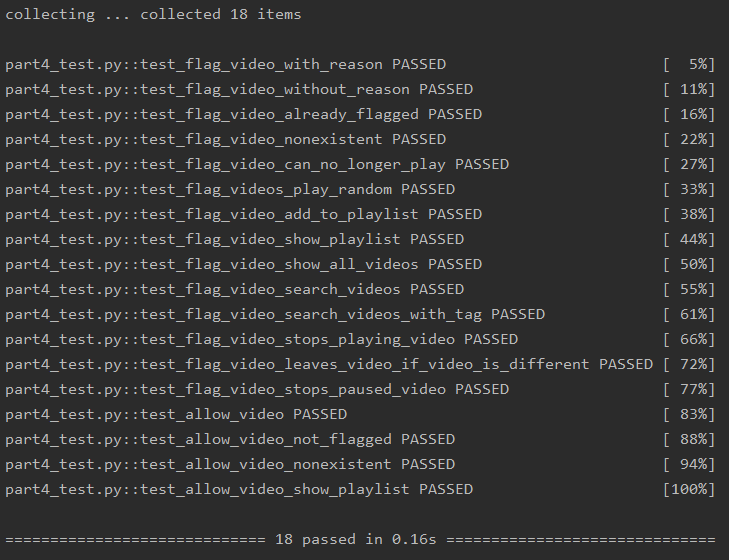 collecting ... collected 18 items
part4_test.py::test_flag_video_with_reason PASSED [  5%]
part4_test.py::test_flag_video_without_reason PASSED [ 11%]
part4_test.py::test_flag_video_already_flagged PASSED [ 16%]
part4_test.py::test_flag_video_nonexistent PASSED [ 22%]
part4_test.py::test_flag_video_can_no_longer_play PASSED [ 27%]
part4_test.py::test_flag_videos_play_random PASSED [ 33%]
part4_test.py::test_flag_video_add_to_playlist PASSED [ 38%]
part4_test.py::test_flag_video_show_playlist PASSED [ 44%]
part4_test.py::test_flag_video_show_all_videos PASSED [ 50%]
part4_test.py::test_flag_video_search_videos PASSED [ 55%]
part4_test.py::test_flag_video_search_videos_with_tag PASSED [ 61%]
part4_test.py::test_flag_video_stops_playing_video PASSED [ 66%]
part4_test.py::test_flag_video_leaves_video_if_video_is_different PASSED [ 72%]
part4_test.py::test_flag_video_stops_paused_video PASSED [ 77%]
part4_test.py::test_allow_video PASSED [ 83%]
part4_test.py::test_allow_video_not_flagged PASSED [ 88%]
part4_test.py::test_allow_video_nonexistent PASSED [ 94%]
part4_test.py::test_allow_video_show_playlist PASSED [100%]
============================= 18 passed in 0.16s ==============================